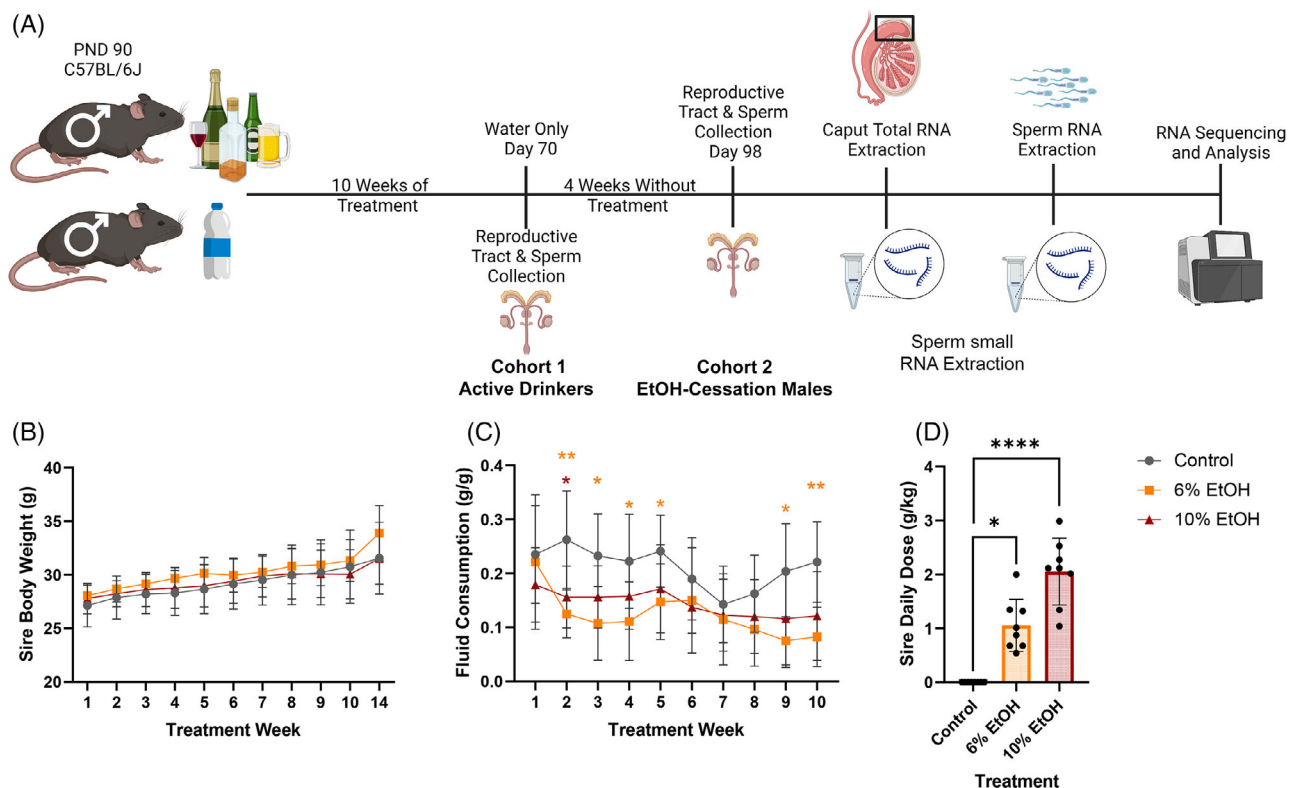 (A)
PND 90
C57BL/6J
10 Weeks of
Treatment
Water Only
Day 70
Reproductive
Tract & Sperm
Collection
Cohort 1
Active Drinkers
4 Weeks Without
Treatment
Reproductive
Tract & Sperm
Collection
Day 98
Cohort 2
EtOH-Cessation Males
Caput Total RNA
Extraction
Sperm RNA
Extraction
Sperm small
RNA Extraction
RNA Sequencing
and Analysis
(B)
Sire Body Weight (g)
40
35
30
25
20
1 2 3 4 5 6 7 8 9 10 14
Treatment Week
(C)
Fluid Consumption (g/g)
0.4
0.3
0.2
0.1
0.0
** * * * * **
*
1 2 3 4 5 6 7 8 9 10
Treatment Week
(D)
Sire Daily Dose (g/kg)
4
3
2
1
0
****
*
Control
6% EtOH
10% EtOH
Treatment
Control
6% EtOH
10% EtOH